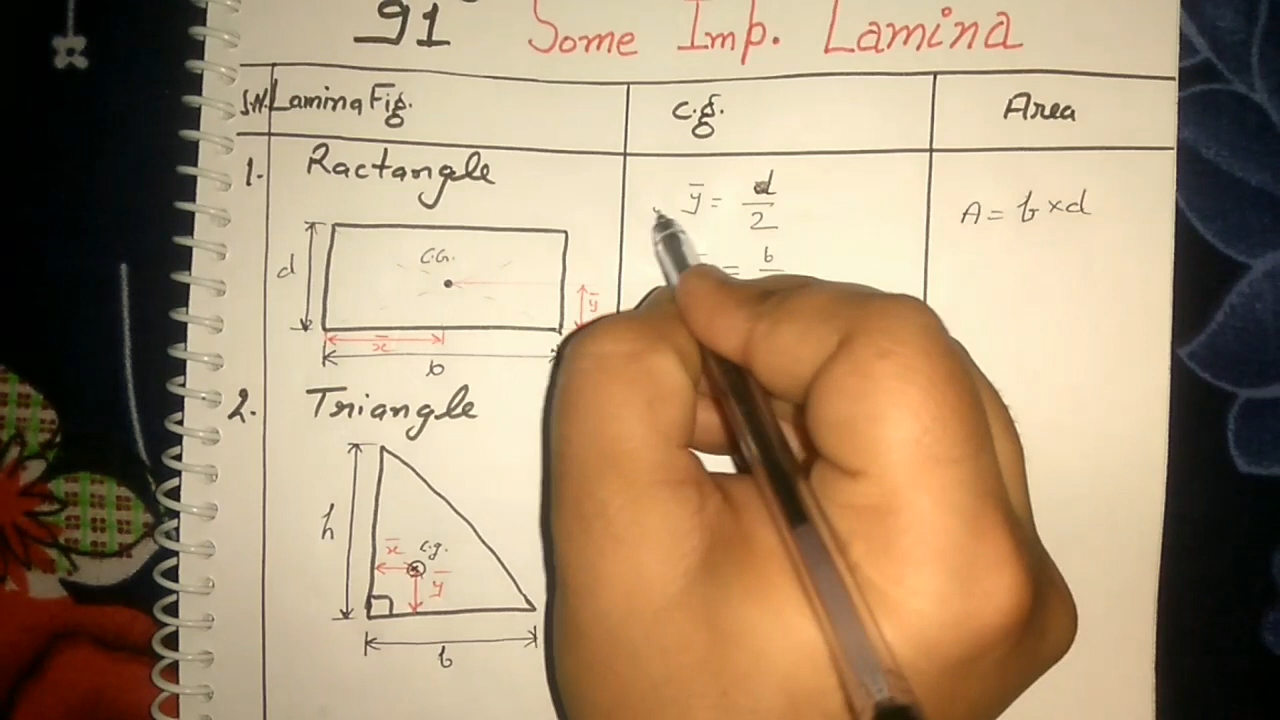 91 Some Imp. Lamina
S.N. Lamina Fig. C.g. Area
1. Ractangle
ȳ = d/2
A = b×d
d
C.G.
= b
ȳ
x̄
b
2. Triangle
h
x̄ c.g.
ȳ
b